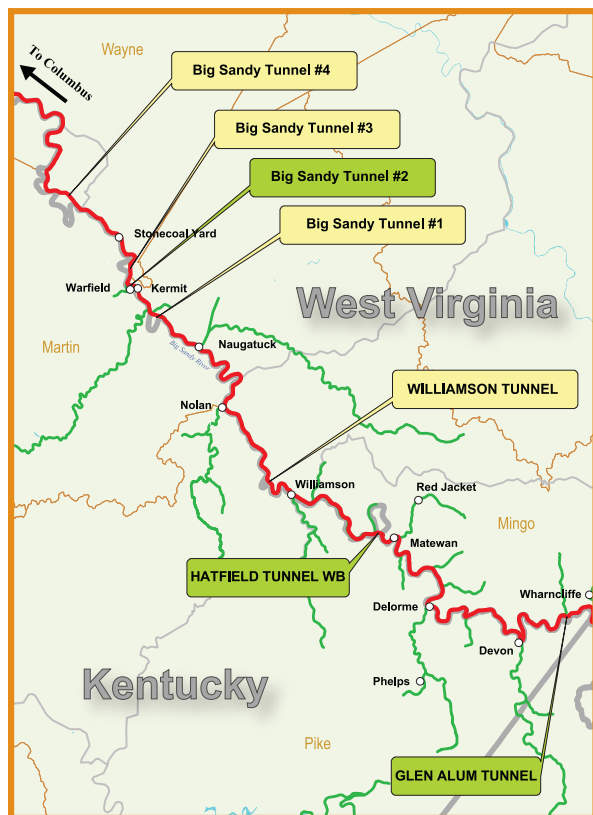 Wayne
To Columbus
Big Sandy Tunnel #4
Big Sandy Tunnel #3
Big Sandy Tunnel #2
Big Sandy Tunnel #1
Stonecoal Yard
Warfield
Kermit
West Virginia
Martin
Big Sandy River
Naugatuck
WILLIAMSON TUNNEL
Nolan
Williamson
Red Jacket
Mingo
Matewan
HATFIELD TUNNEL WB
Wharncliffe
Delorme
Devon
Kentucky
Phelps
Pike
GLEN ALUM TUNNEL